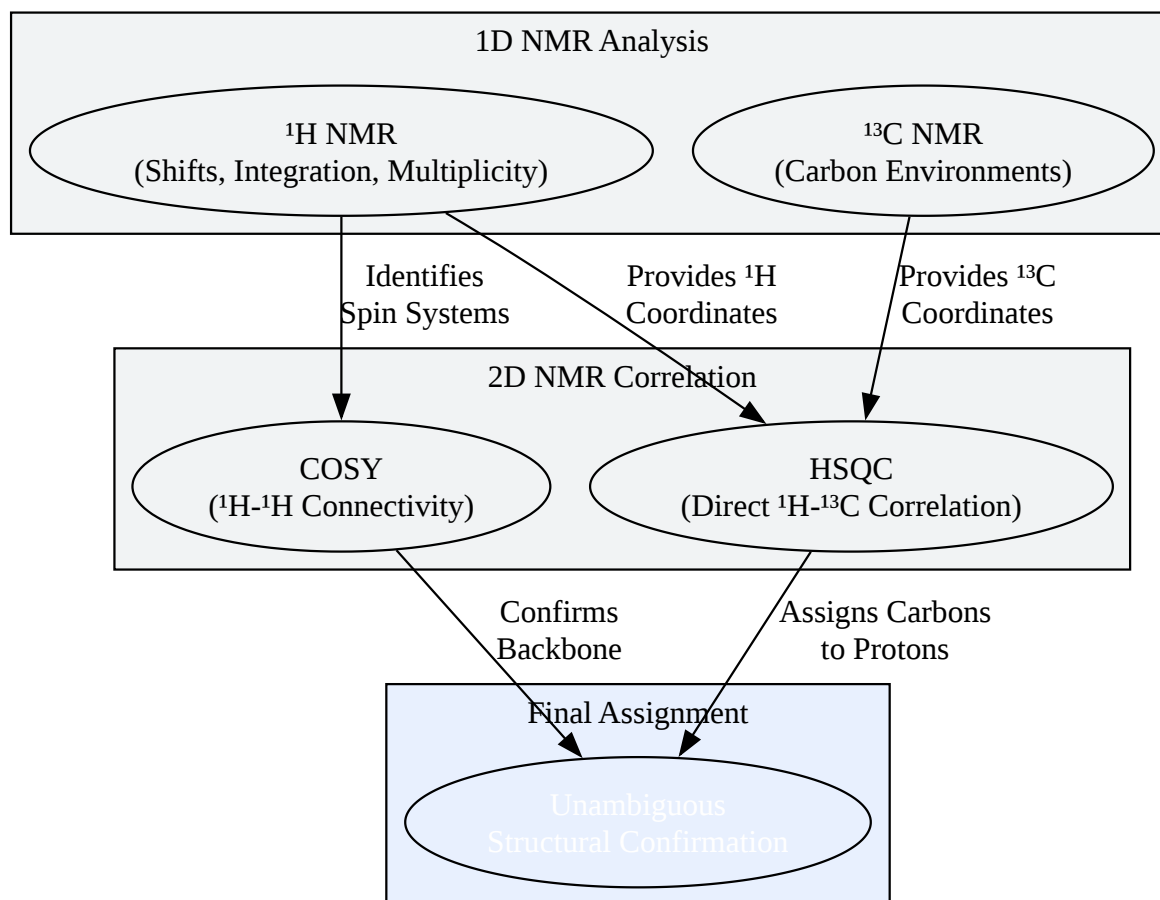 1D NMR Analysis
¹H NMR
(Shifts, Integration, Multiplicity)
¹³C NMR
(Carbon Environments)
Identifies
Spin Systems
Provides ¹H
Coordinates
Provides ¹³C
Coordinates
2D NMR Correlation
COSY
(¹H-¹H Connectivity)
HSQC
(Direct ¹H-¹³C Correlation)
Confirms
Backbone
Assigns Carbons
to Protons
Final Assignment
Unambiguous
Structural Confirmation